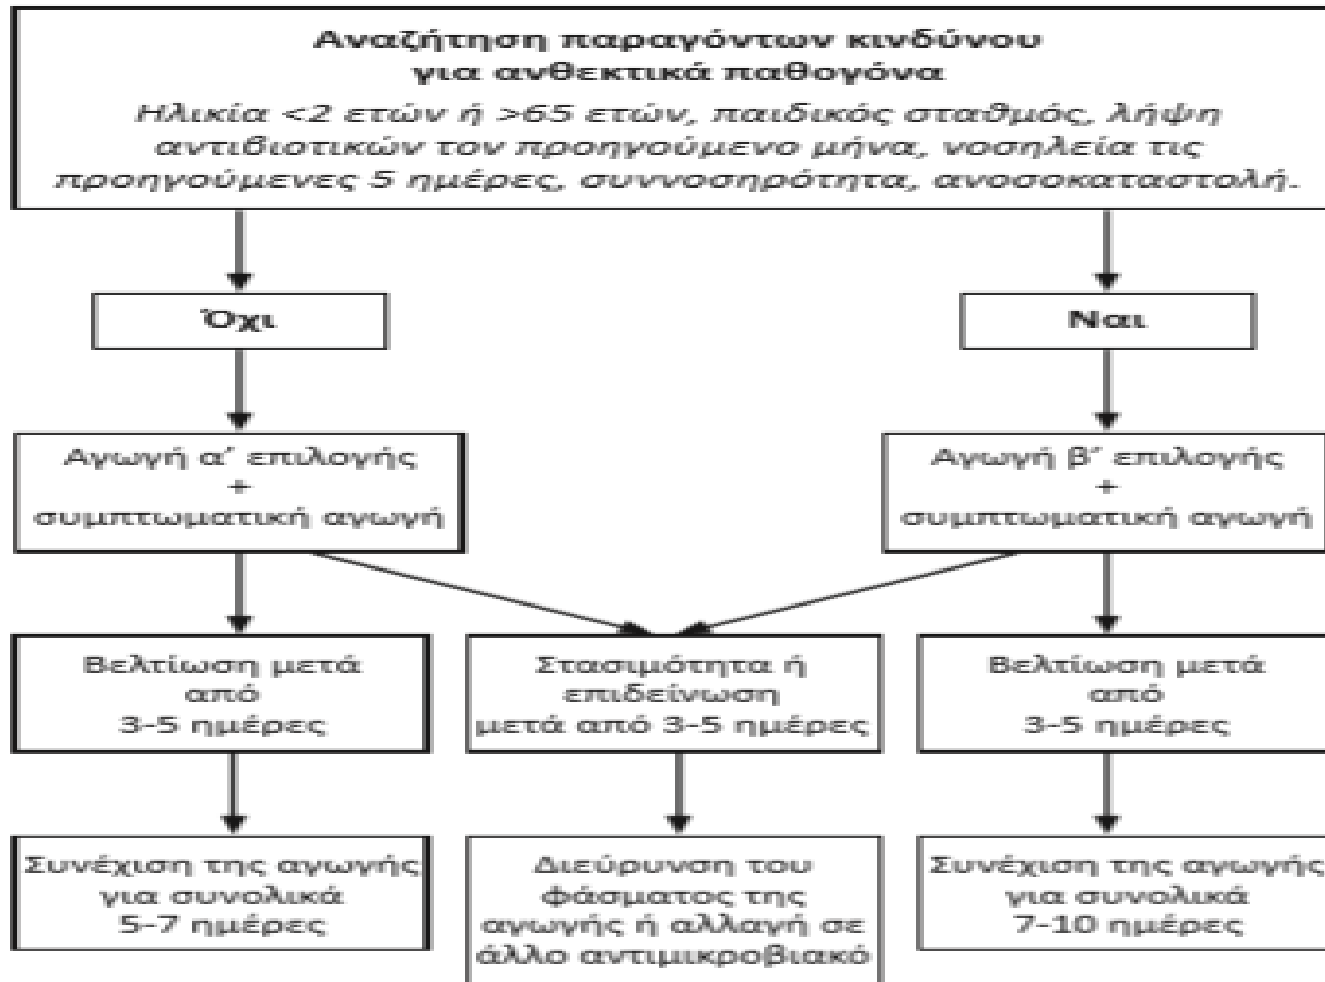 Αναζήτηση παραγόντων κινδύνου
για ανθεκτικά παθογόνα
Ηλικία <2 ετών ή >65 ετών, παιδικός σταθμός, λήψη
αντιβιοτικών τον προηγούμενο μήνα, νοσηλεία τις
προηγούμενες 5 ημέρες, συννοσηρότητα, ανοσοκαταστολή.
Όχι
Ναι
Αγωγή α’ επιλογής
+
συμπτωματική αγωγή
Αγωγή β’ επιλογής
+
συμπτωματική αγωγή
Βελτίωση μετά
από
3-5 ημέρες
Στασιμότητα ή
επιδείνωση
μετά από 3-5 ημέρες
Βελτίωση μετά
από
3-5 ημέρες
Συνέχιση της αγωγής
για συνολικά
5-7 ημέρες
Διεύρυνση του
φάσματος της
αγωγής ή αλλαγή σε
άλλο αντιμικροβιακό
Συνέχιση της αγωγής
για συνολικά
7-10 ημέρες